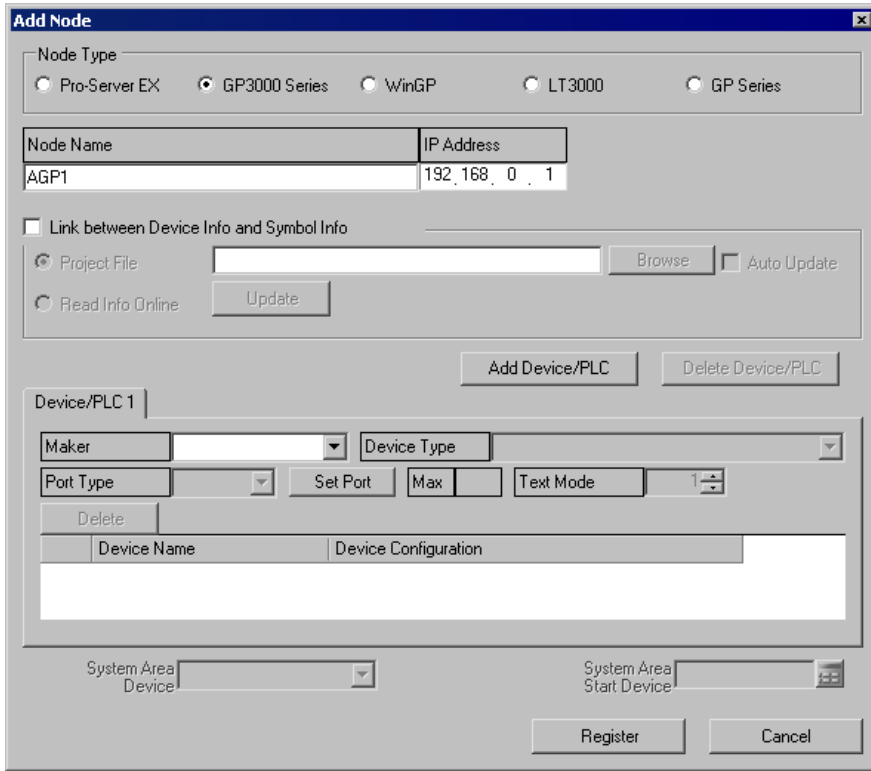 Add Node
Node Type
Pro-Server EX GP3000 Series WinGP LT3000 GP Series
Node Name IP Address
AGP1 192.168.0.1
Link between Device Info and Symbol Info
Project File Browse Auto Update
Read Info Online Update
Add Device/PLC Delete Device/PLC
Device/PLC 1
Maker Device Type
Port Type Set Port Max Text Mode 1
Delete
Device Name Device Configuration
System Area Device System Area Start Device
Register Cancel